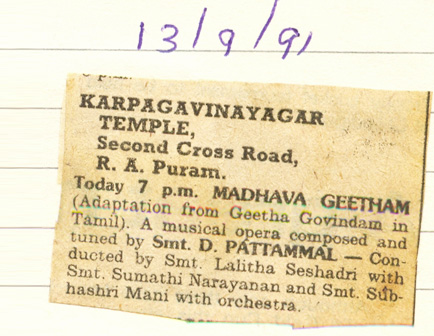 13/9/91
p.m.
KARPAGAVINAYAGAR
TEMPLE,
Second Cross Road,
R. A. Puram.
Today 7 p.m. MADHAVA GEETHAM
(Adaptation from Geetha Govindam in
Tamil). A musical opera composed and
tuned by Smt. D. PATTAMMAL — Con-
ducted by Smt. Lalitha Seshadri with
Smt. Sumathi Narayanan and Smt. Sub-
hashri Mani with orchestra.